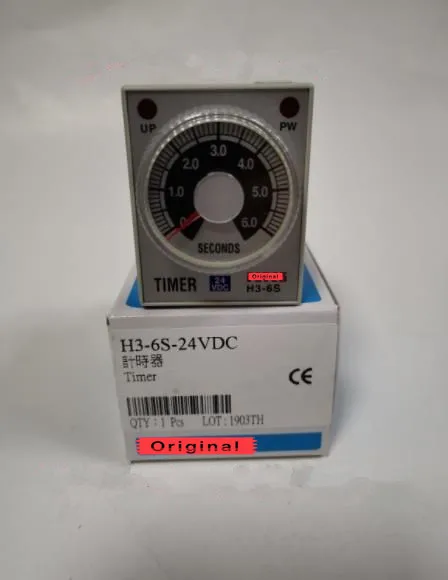 UP PW
3.0
2.0 4.0
1.0 5.0
0 6.0
SECONDS
TIMER 24 VDC Original
H3-6S
H3-6S-24VDC
計時器
Timer
CE
QTY : 1 Pcs LOT : 1903TH
Original